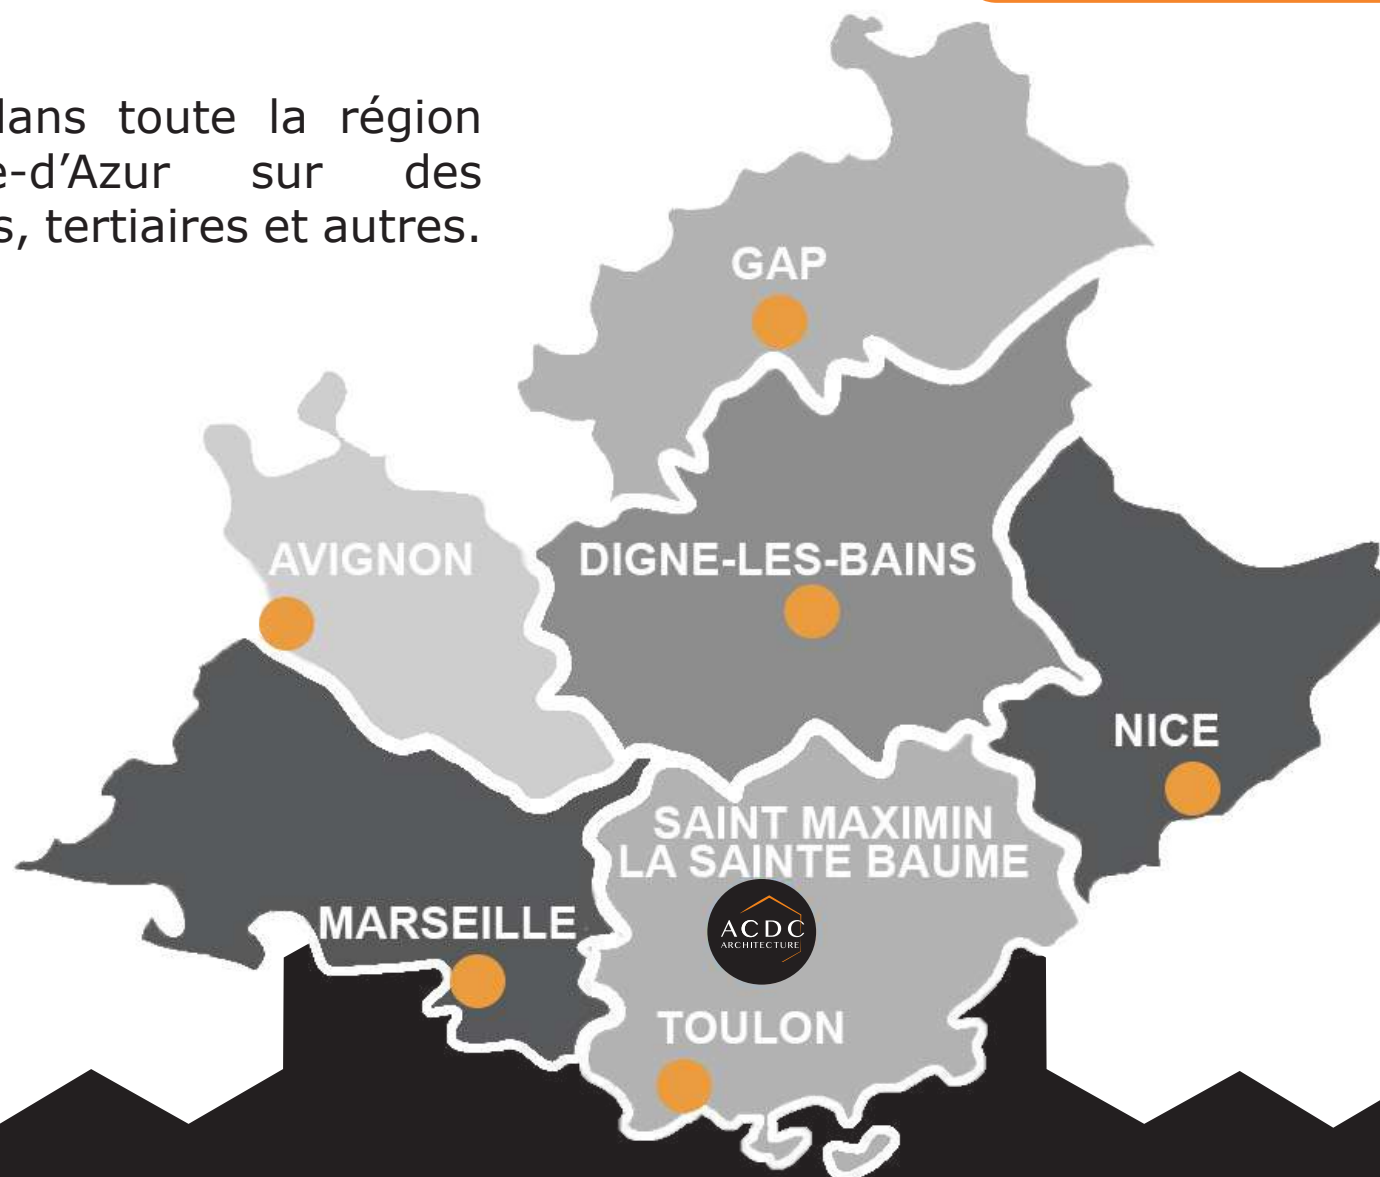 dans toute la région
e-d’Azur sur des
s, tertiaires et autres.
GAP
AVIGNON
DIGNE-LES-BAINS
NICE
SAINT MAXIMIN
LA SAINTE BAUME
MARSEILLE
ACDC
ARCHITECTURE
TOULON